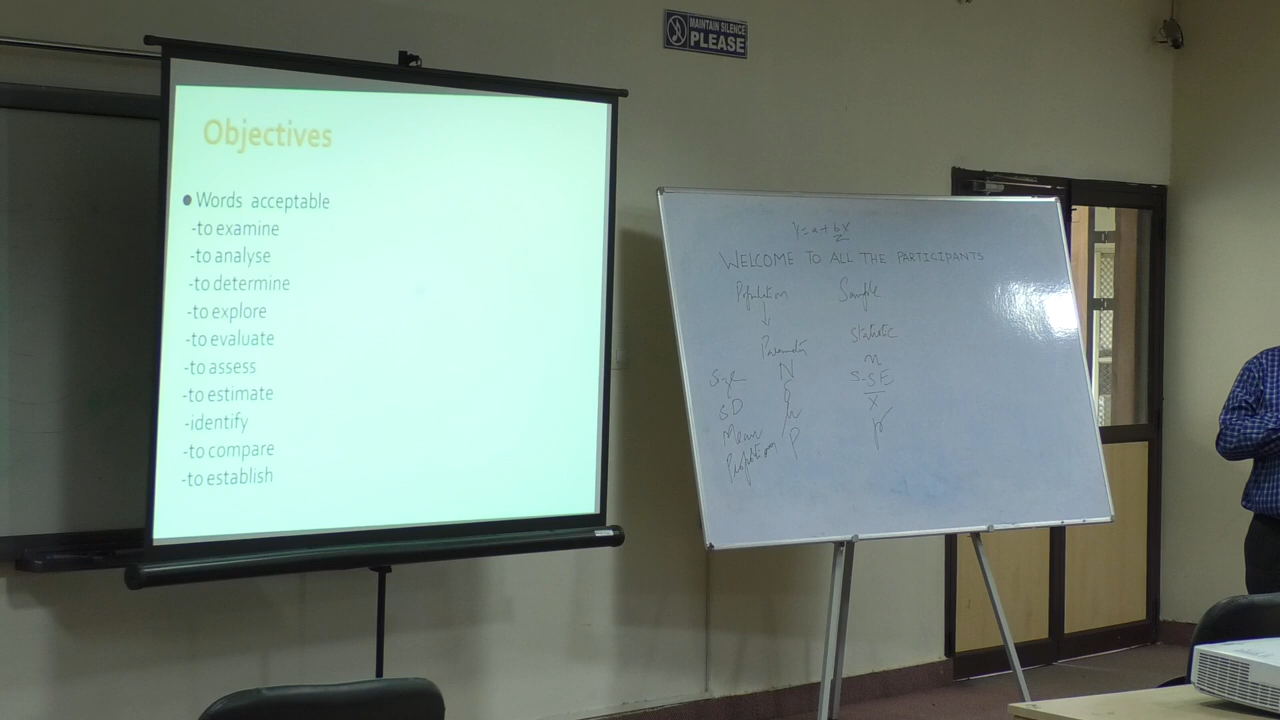 MAINTAIN SILENCE
PLEASE
Objectives
● Words acceptable
-to examine
-to analyse
-to determine
-to explore
-to evaluate
-to assess
-to estimate
-identify
-to compare
-to establish
Y = a + bx
WELCOME TO ALL THE PARTICIPANTS
Population Sample
↓
Parameter Statistic
Size N n
SD S-SE
Mean μ x̄
Proportion P p